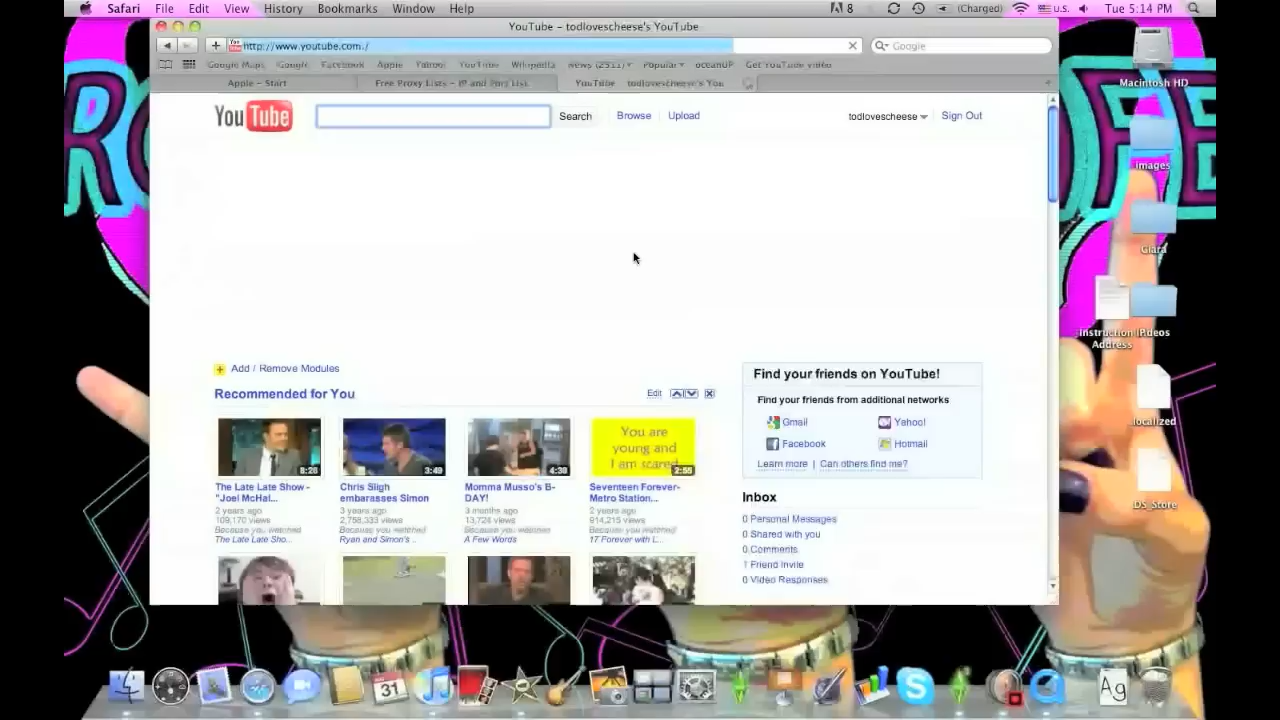 Safari File Edit View History Bookmarks Window Help
8 (Charged) U.S. Tue 5:14 PM
YouTube - todlovescheese's YouTube
http://www.youtube.com./
Google
Google Maps Google Facebook YouTube Wikipedia News (2511) Popular oceanUP Get YouTube video
Apple Yahoo!
Apple - Start
Free Proxy Lists - IP and Port List
YouTube todlovescheese's You
Macintosh HD
YouTube
Search
Browse
Upload
todlovescheese
Sign Out
images
Giara
Address
localized
DS_Store
Add / Remove Modules
Recommended for You
Edit
8:26
3:49
4:39
You are
young and
I am scared
2:55
The Late Late Show -
"Joel McHal...
2 years ago
109,170 views
Because you watched
The Late Late Sho...
Chris Sligh
embarasses Simon
3 years ago
2,758,333 views
Because you watched
Ryan and Simon's ..
Momma Musso's B-
DAY!
3 months ago
13,726 views
Because you watched
A Few Words
Seventeen Forever-
Metro Station...
2 years ago
914,215 views
Because you watched
17 Forever with L...
Find your friends on YouTube!
Find your friends from additional networks
Gmail
Yahoo!
Facebook
Hotmail
Learn more | Can others find me?
Inbox
0 Personal Messages
0 Shared with you
0 Comments
1 Friend Invite
0 Video Responses
31
Ag